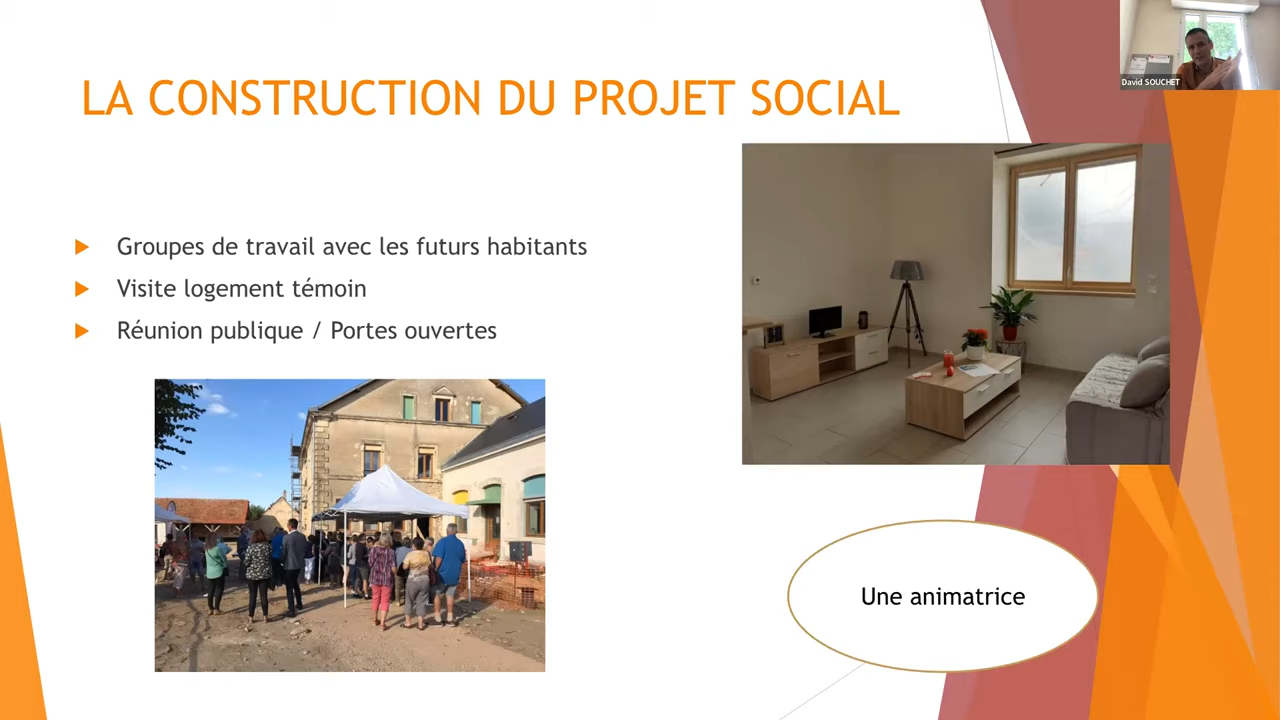 David SOUCHET
LA CONSTRUCTION DU PROJET SOCIAL
Groupes de travail avec les futurs habitants
Visite logement témoin
Réunion publique / Portes ouvertes
Une animatrice